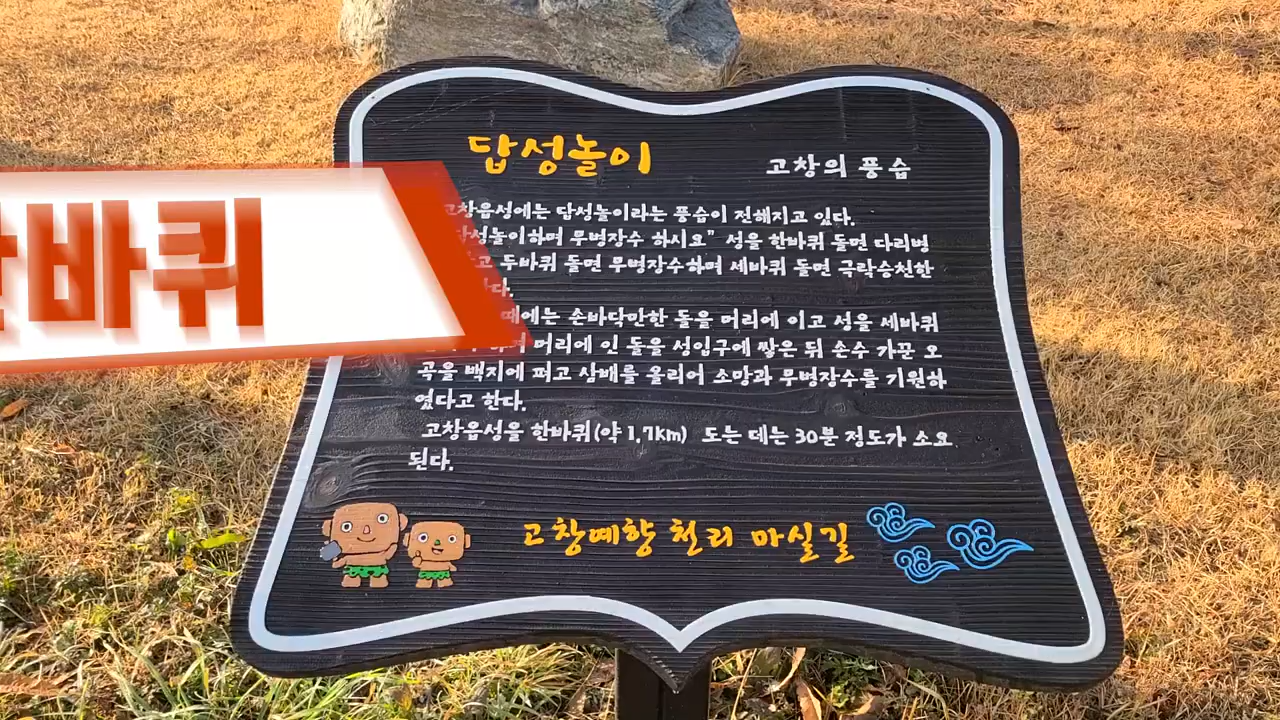 답성놀이
고창의 풍습
고창읍성에는 답성놀이라는 풍습이 전해지고 있다.
답성놀이하며 무병장수 하시요" 성을 한바퀴 돌면 다리병
두바퀴 돌면 무병장수하며 세바퀴 돌면 극락승천한
때에는 손바닥만한 돌을 머리에 이고 성을 세바퀴
머리에 인 돌을 성입구에 쌓은 뒤 손수 가꾼 오
곡을 백지에 펴고 삼배를 올리어 소망과 무병장수를 기원하
였다고 한다.
고창읍성을 한바퀴(약 1.7km) 도는 데는 30분 정도가 소요
된다.
고창예향 천리 마실길
바퀴